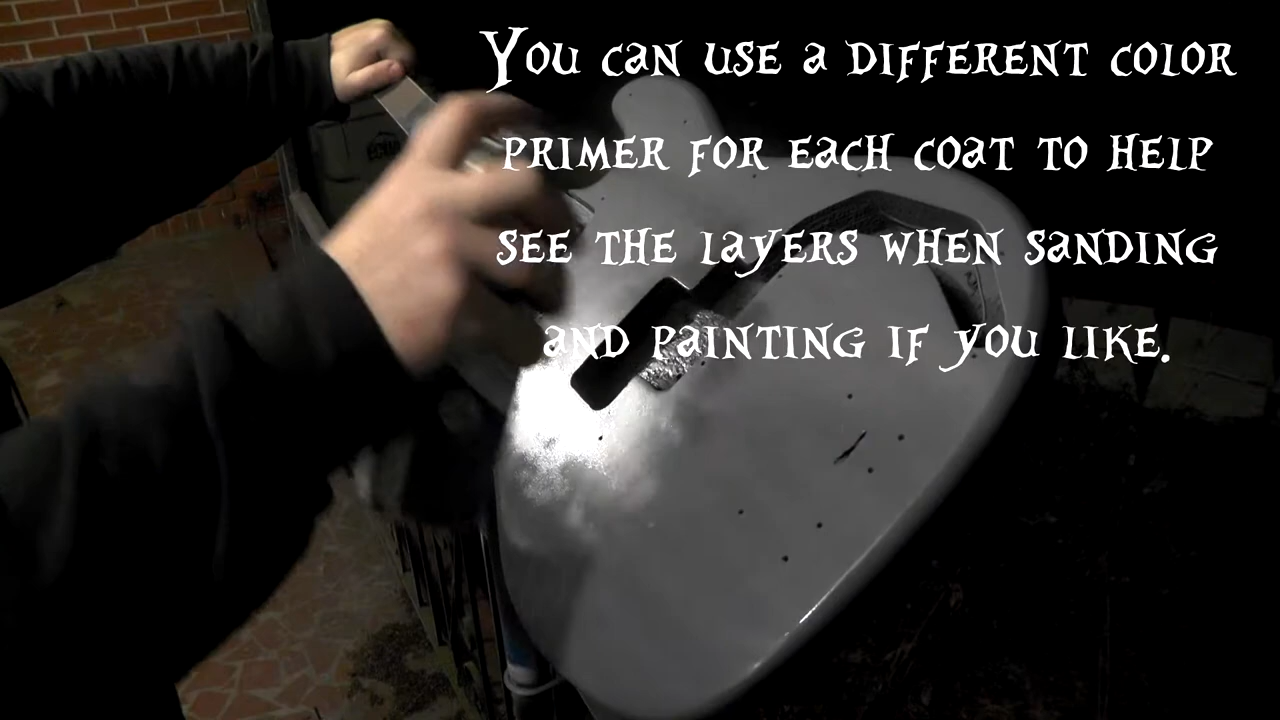 You can use a different color
primer for each coat to help
see the layers when sanding
and painting if you like.